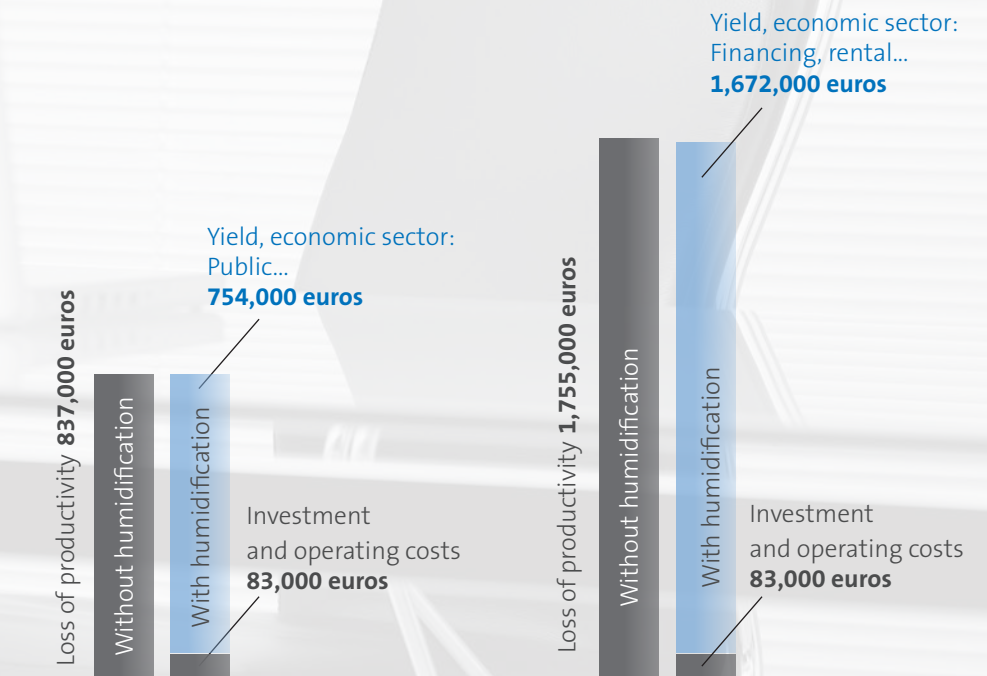 Yield, economic sector:
Financing, rental...
1,672,000 euros
Yield, economic sector:
Public...
754,000 euros
Loss of productivity 837,000 euros
Without humidification
With humidification
Investment
and operating costs
83,000 euros
Loss of productivity 1,755,000 euros
Without humidification
With humidification
Investment
and operating costs
83,000 euros